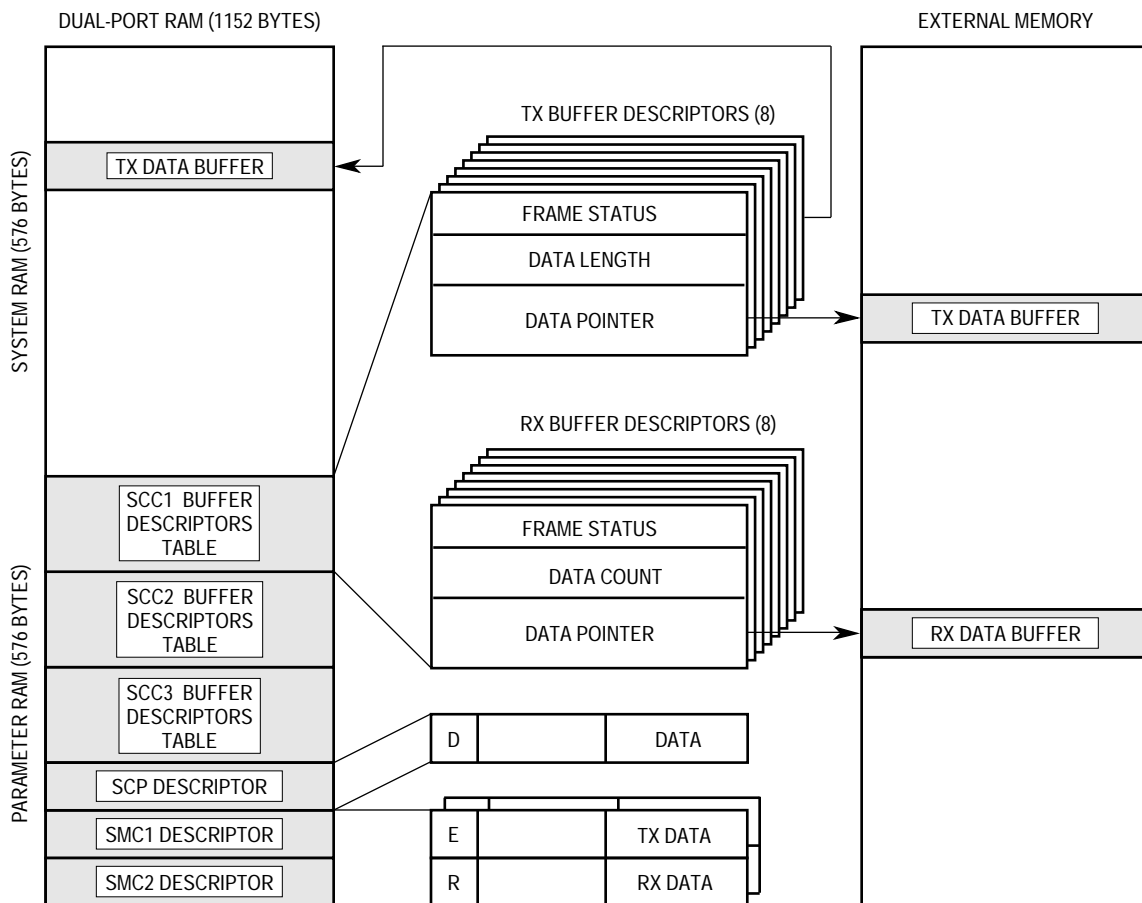 DUAL-PORT RAM (1152 BYTES)
EXTERNAL MEMORY
SYSTEM RAM (576 BYTES)
PARAMETER RAM (576 BYTES)
TX DATA BUFFER
SCC1 BUFFER
DESCRIPTORS
TABLE
SCC2 BUFFER
DESCRIPTORS
TABLE
SCC3 BUFFER
DESCRIPTORS
TABLE
SCP DESCRIPTOR
SMC1 DESCRIPTOR
SMC2 DESCRIPTOR
TX BUFFER DESCRIPTORS (8)
FRAME STATUS
DATA LENGTH
DATA POINTER
RX BUFFER DESCRIPTORS (8)
FRAME STATUS
DATA COUNT
DATA POINTER
D DATA
E TX DATA
R RX DATA
TX DATA BUFFER
RX DATA BUFFER